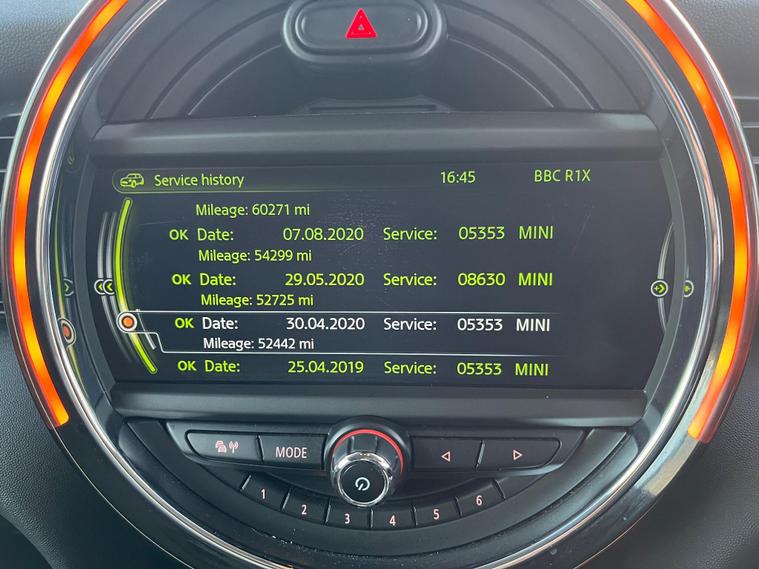 Service history 16:45 BBC R1X
Mileage: 60271 mi
OK Date: 07.08.2020 Service: 05353 MINI
Mileage: 54299 mi
OK Date: 29.05.2020 Service: 08630 MINI
Mileage: 52725 mi
OK Date: 30.04.2020 Service: 05353 MINI
Mileage: 52442 mi
OK Date: 25.04.2019 Service: 05353 MINI
MODE
1 2 3 4 5 6